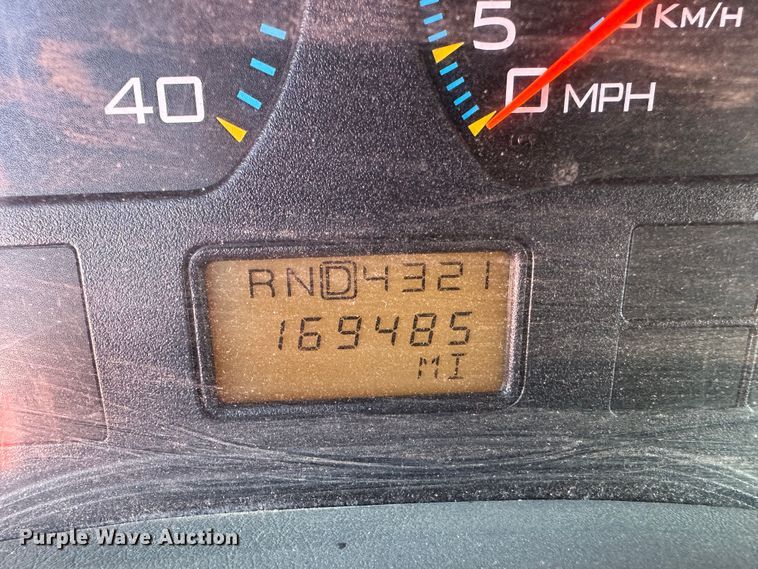 5
KM/H
40
0 MPH
RND4321
169485
MI
Purple Wave Auction